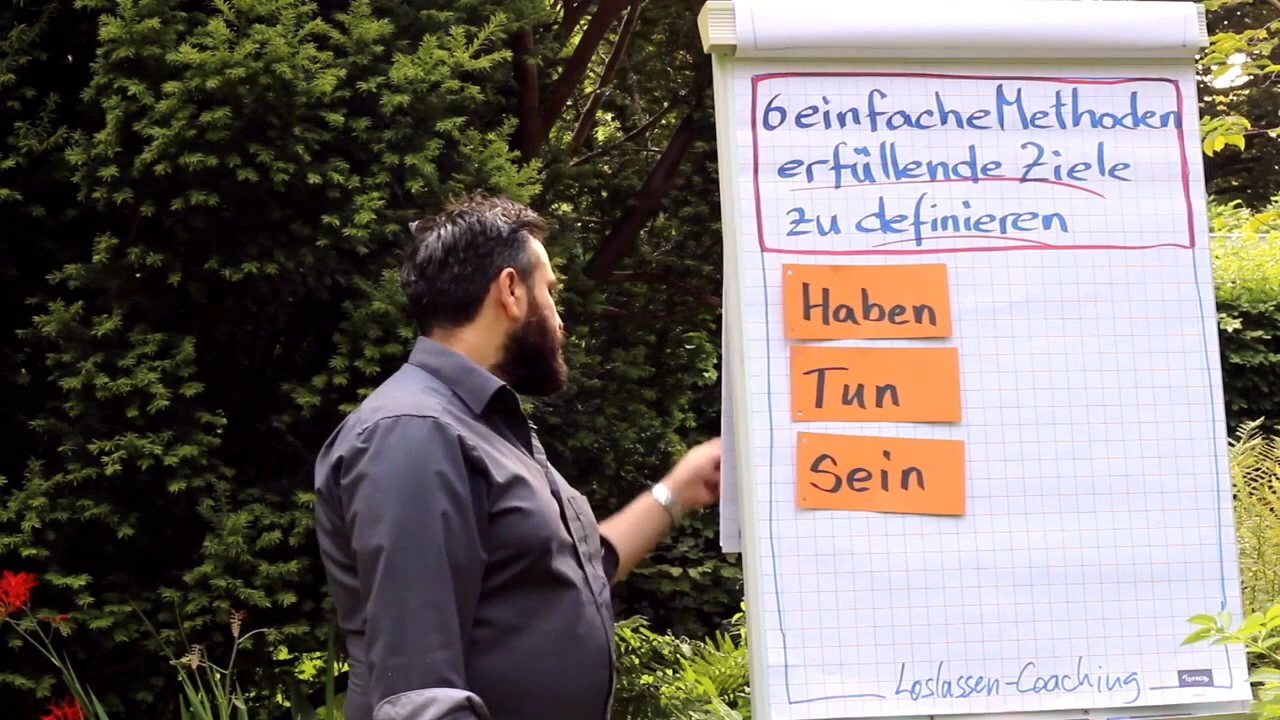 6 einfache Methoden
erfüllende Ziele
zu definieren
Haben
Tun
Sein
Loslassen-Coaching